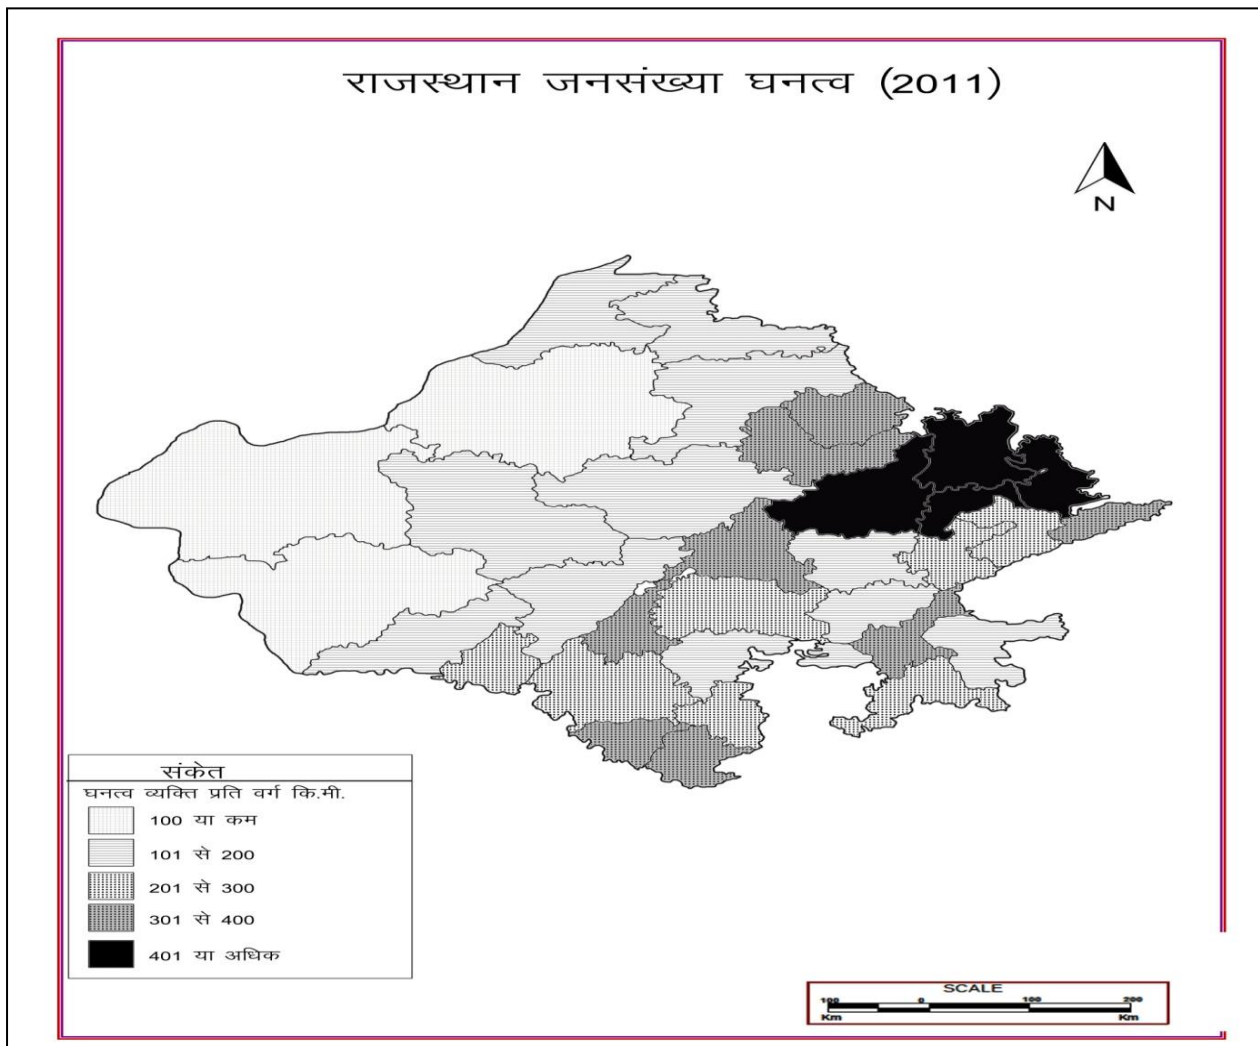 राजस्थान जनसंख्या घनत्व (2011)
N
संकेत
घनत्व व्यक्ति प्रति वर्ग कि.मी.
100 या कम
101 से 200
201 से 300
301 से 400
401 या अधिक
SCALE
100 0 100 200
Km Km